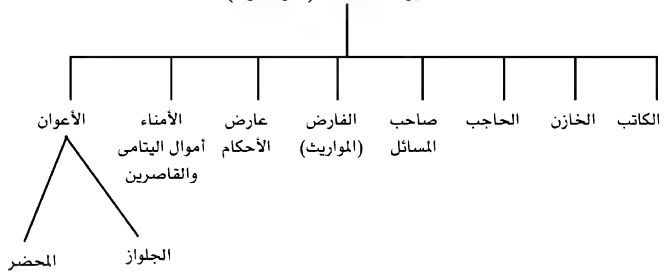 الكاتب
الخازن
الحاجب
صاحب
المسائل
الفارض
(المواريث)
عارض
الأحكام
الأمناء
أموال اليتامى
والقاصرين
الأعوان
الجلواز
المحضر